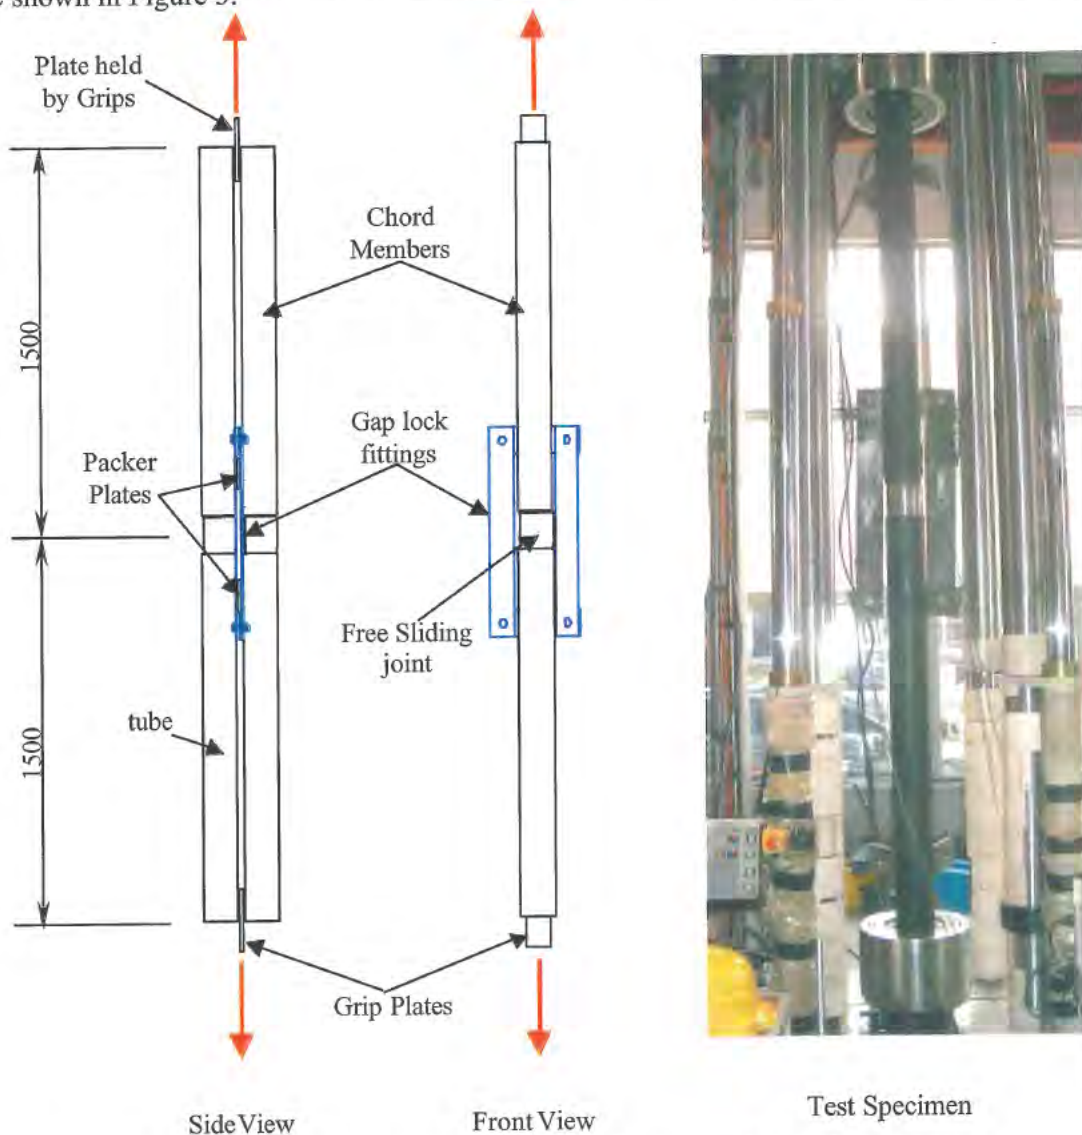 shown in Figure 3.
Plate held
by Grips
Chord
Members
1500
Gap lock
fittings
Packer
Plates
Free Sliding
joint
tube
1500
Grip Plates
Side View
Front View
Test Specimen